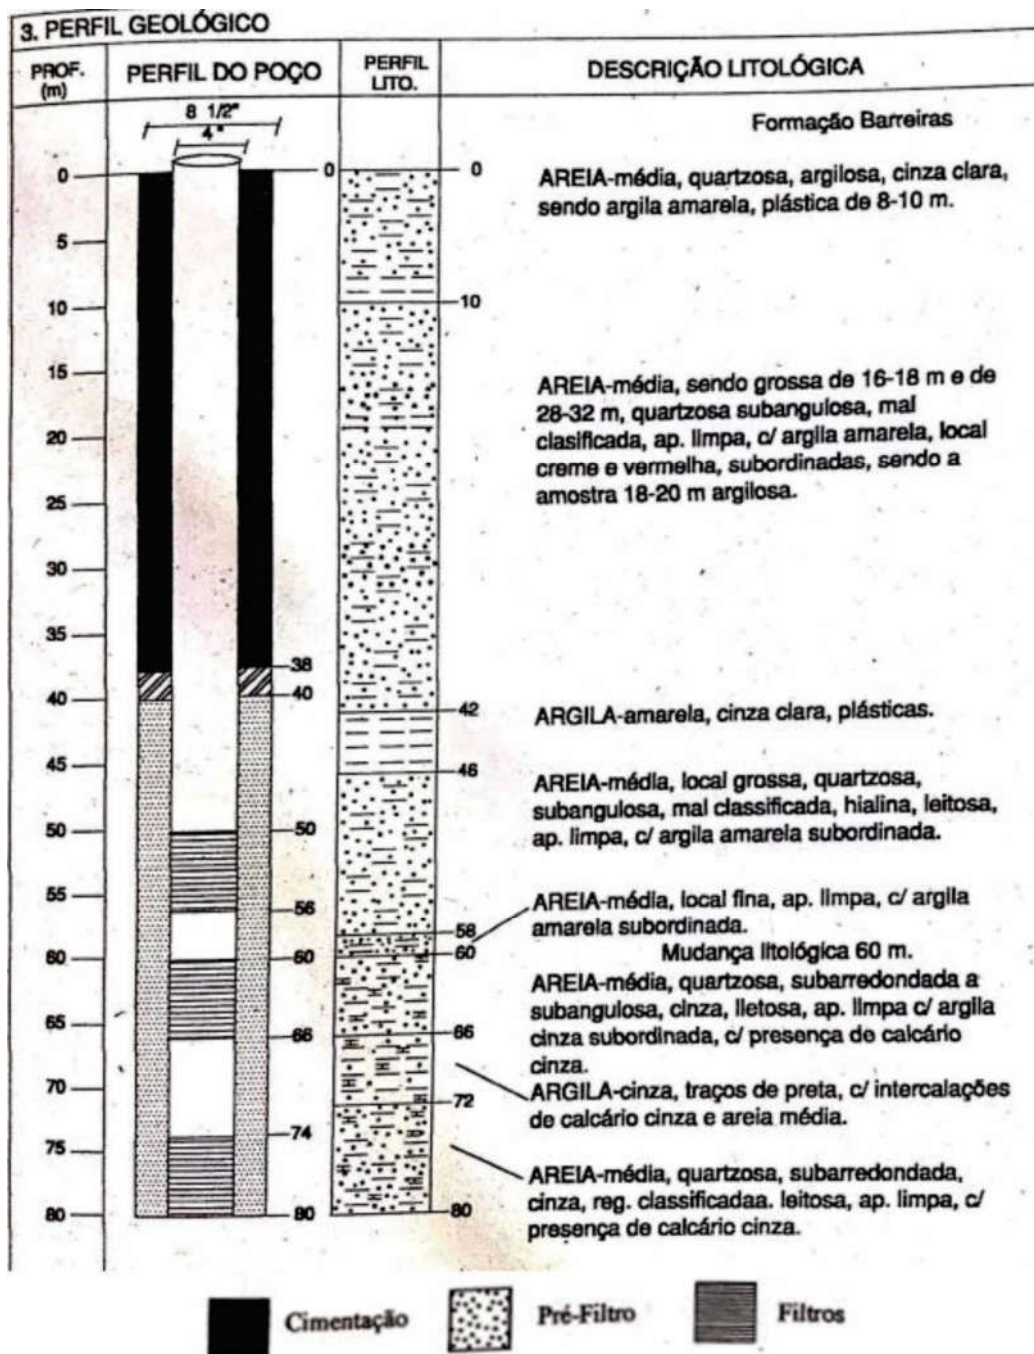 3. PERFIL GEOLÓGICO
PROF. (m)
PERFIL DO POÇO
PERFIL LITO.
DESCRIÇÃO LITOLÓGICA
8 1/2"
4"
Formação Barreiras
0
5
10
15
20
25
30
35
40
45
50
55
60
65
70
75
80
0
38
40
50
56
60
66
74
80
0
10
42
46
58
60
66
72
80
AREIA-média, quartzosa, argilosa, cinza clara,
sendo argila amarela, plástica de 8-10 m.
AREIA-média, sendo grossa de 16-18 m e de
28-32 m, quartzosa subangulosa, mal
clasificada, ap. limpa, c/ argila amarela, local
creme e vermelha, subordinadas, sendo a
amostra 18-20 m argilosa.
ARGILA-amarela, cinza clara, plásticas.
AREIA-média, local grossa, quartzosa,
subangulosa, mal classificada, hialina, leitosa,
ap. limpa, c/ argila amarela subordinada.
AREIA-média, local fina, ap. limpa, c/ argila
amarela subordinada.
Mudança litológica 60 m.
AREIA-média, quartzosa, subarredondada a
subangulosa, cinza, lietosa, ap. limpa c/ argila
cinza subordinada, c/ presença de calcário
cinza.
ARGILA-cinza, traços de preta, c/ intercalações
de calcário cinza e areia média.
AREIA-média, quartzosa, subarredondada,
cinza, reg. classificadaa. leitosa, ap. limpa, c/
presença de calcário cinza.
Cimentação
Pré-Filtro
Filtros